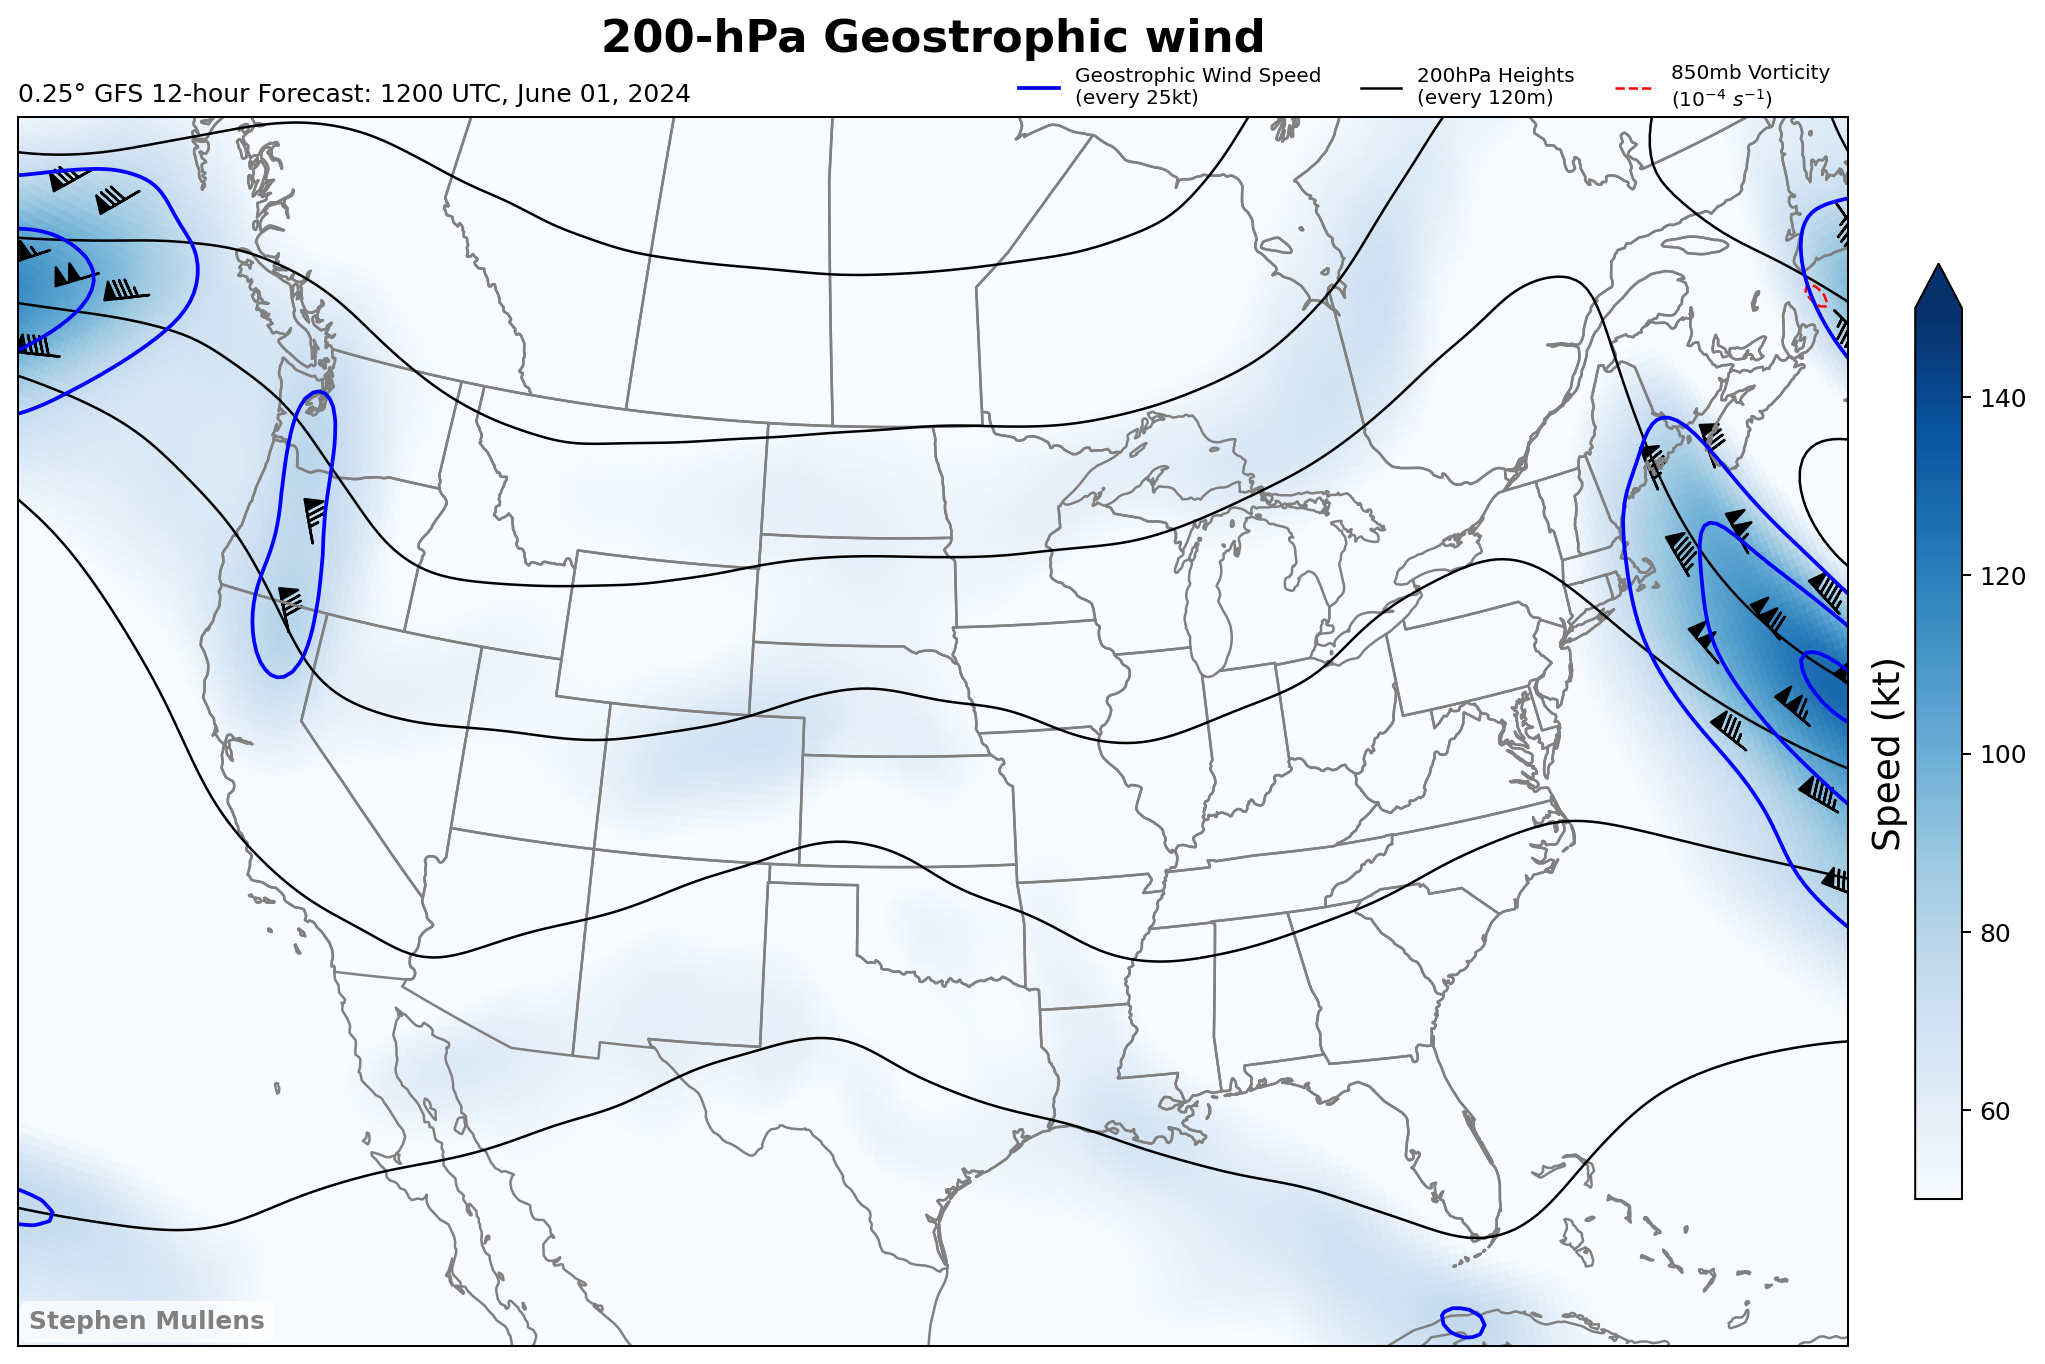 200-hPa Geostrophic wind
0.25° GFS 12-hour Forecast: 1200 UTC, June 01, 2024
Geostrophic Wind Speed
(every 25kt)
200hPa Heights
(every 120m)
850mb Vorticity
(10⁻⁴ s⁻¹)
140
120
100
80
60
Speed (kt)
Stephen Mullens